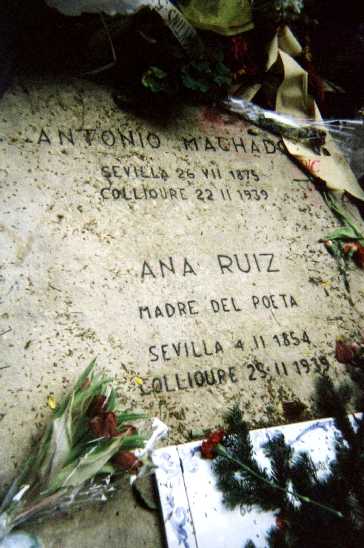 ANTONIO MACHADO
SEVILLA 26 VII 1875
COLLIOURE 22 II 1939
ANA RUIZ
MADRE DEL POETA
SEVILLA 4 II 1854
COLLIOURE 25 II 1939